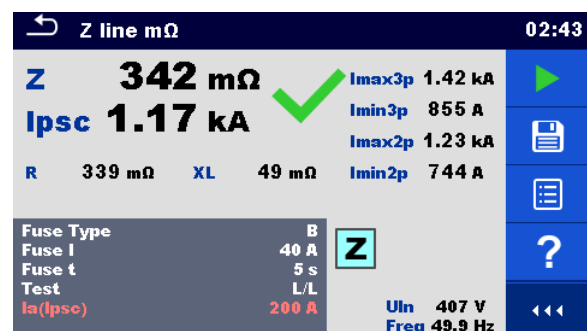 Z line mΩ 02:43
Z 342 mΩ
Ipsc 1.17 kA
R 339 mΩ XL 49 mΩ
Imax3p 1.42 kA
Imin3p 855 A
Imax2p 1.23 kA
Imin2p 744 A
Fuse Type B
Fuse I 40 A
Fuse t 5 s
Test L/L
Ia(Ipsc) 200 A
Z
Uln 407 V
Freq 49.9 Hz
?